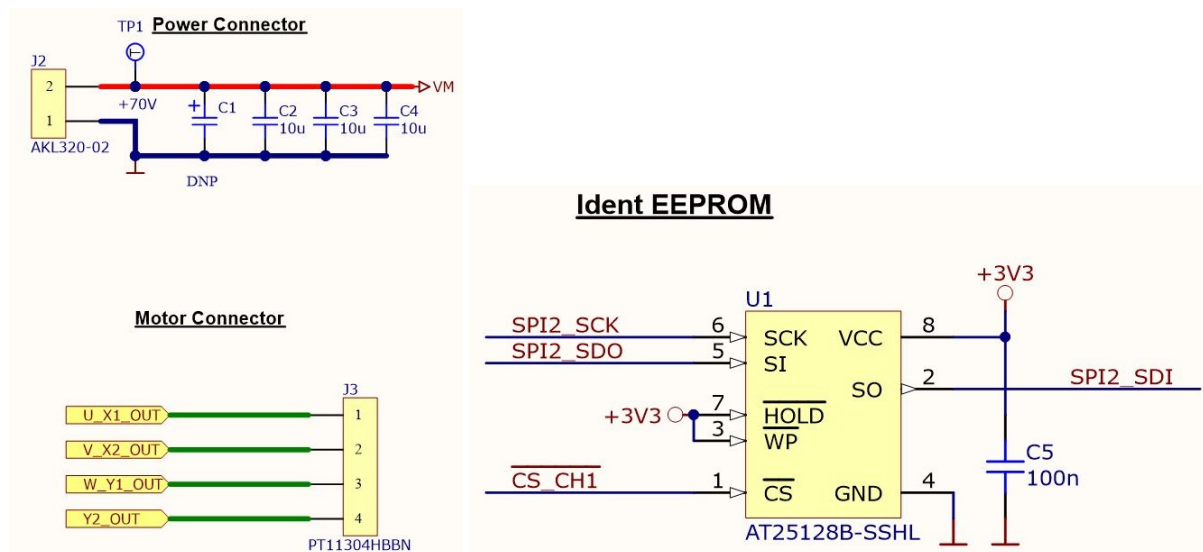 Power Connector
TP1
J2
2
1
+70V
VM
C1
+
C2
10u
C3
10u
C4
10u
AKL320-02
DNP
Motor Connector
J3
U_X1_OUT
1
V_X2_OUT
2
W_Y1_OUT
3
Y2_OUT
4
PT11304HBBN
Ident EEPROM
+3V3
U1
SPI2_SCK
6
SCK
VCC
8
SPI2_SDO
5
SI
SO
2
SPI2_SDI
+3V3
7
HOLD
3
WP
C5
100n
CS_CH1
1
CS
GND
4
AT25128B-SSHL